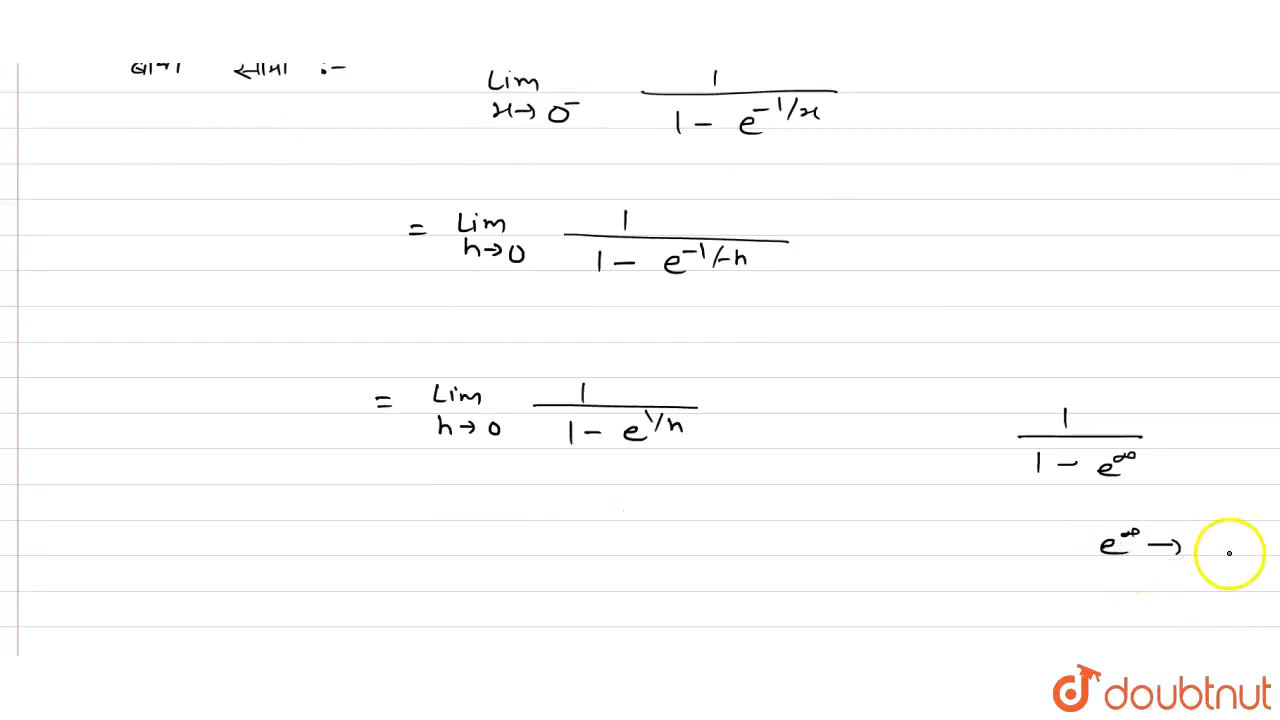 Lim 1
x→0⁻ 1 - e^{-1/x}
= Lim 1
h→0 1 - e^{-1/-h}
= Lim 1
h→0 1 - e^{1/h}
1
1 - e^∞
e^∞ →
doubtnut